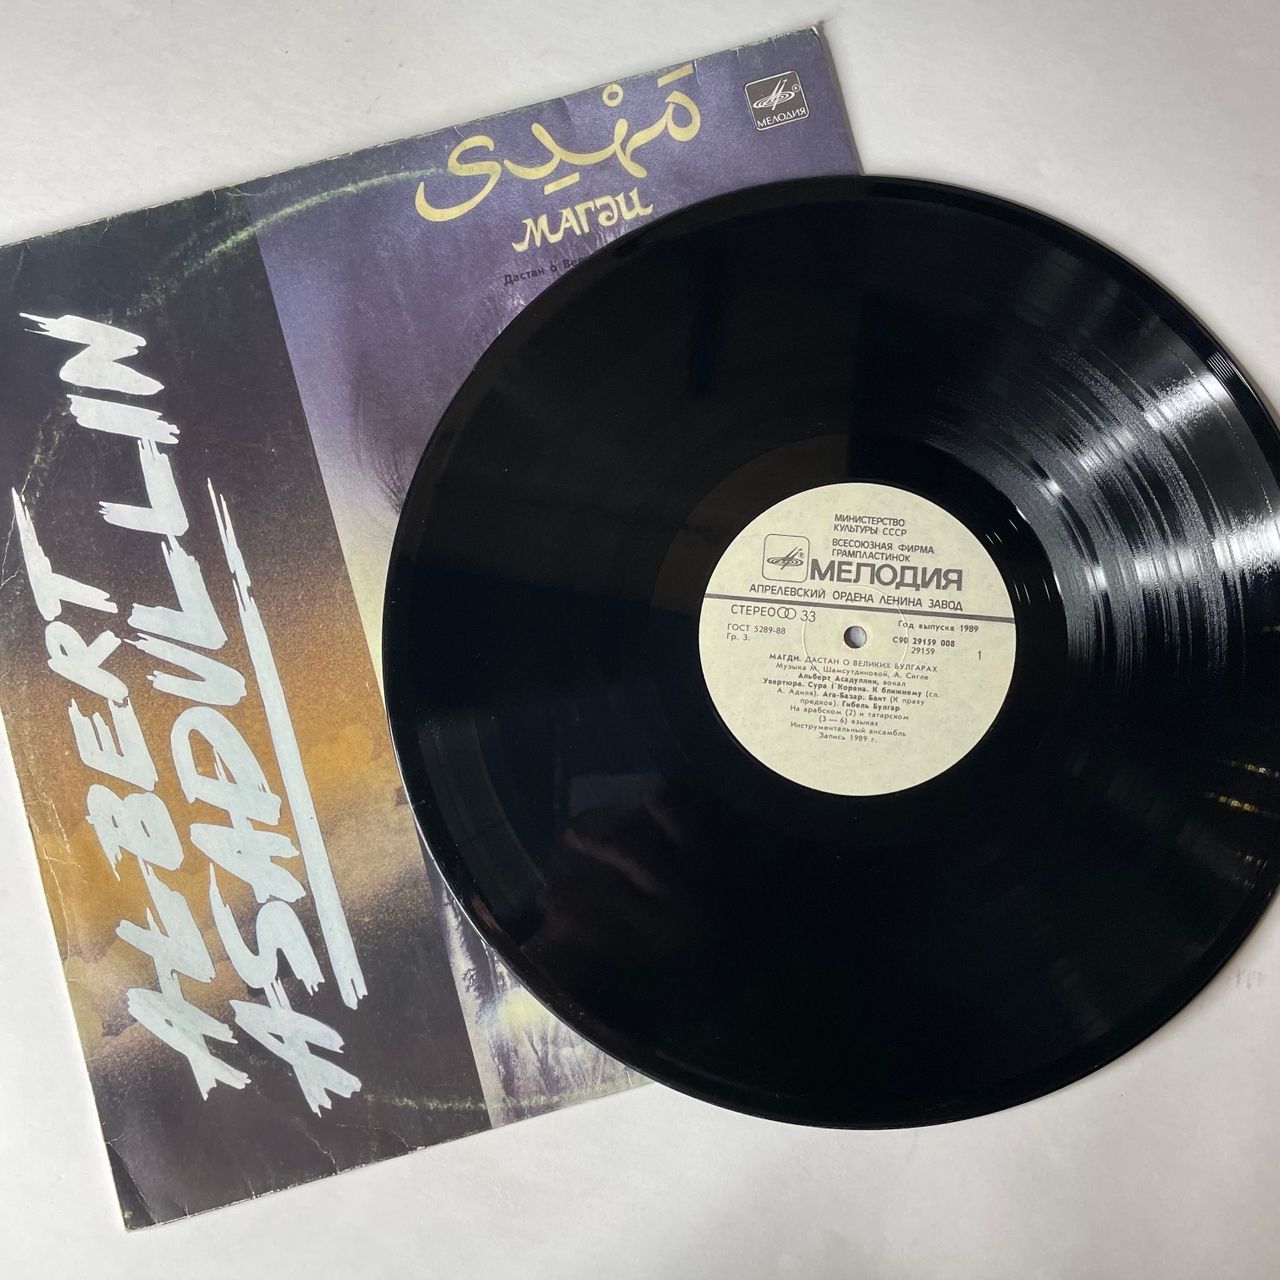 مَهْدِى
МАГДИ
Дастан о
МЕЛОДИЯ
ALBERT
ASADULLIN
МИНИСТЕРСТВО
КУЛЬТУРЫ СССР
ВСЕСОЮЗНАЯ ФИРМА
ГРАМПЛАСТИНОК
МЕЛОДИЯ
АПРЕЛЕВСКИЙ ОРДЕНА ЛЕНИНА ЗАВОД
СТЕРЕО 33
Год выпуска 1989
ГОСТ 5289-88
С90 29159 008
Гр. 3.
29159
1
МАГДИ. ДАСТАН О ВЕЛИКИХ БУЛГАРАХ
Музыка М. Шамсутдиновой, А. Сигле
Альберт Асадуллин, вокал
Увертюра. Сура I Корана. К ближнему (сл.
А. Адиля). Ага-Базар. Баит (К праху
предков). Гибель Булгар
На арабском (2) и татарском
(3 — 6) языках
Инструментальный ансамбль
Запись 1989 г.